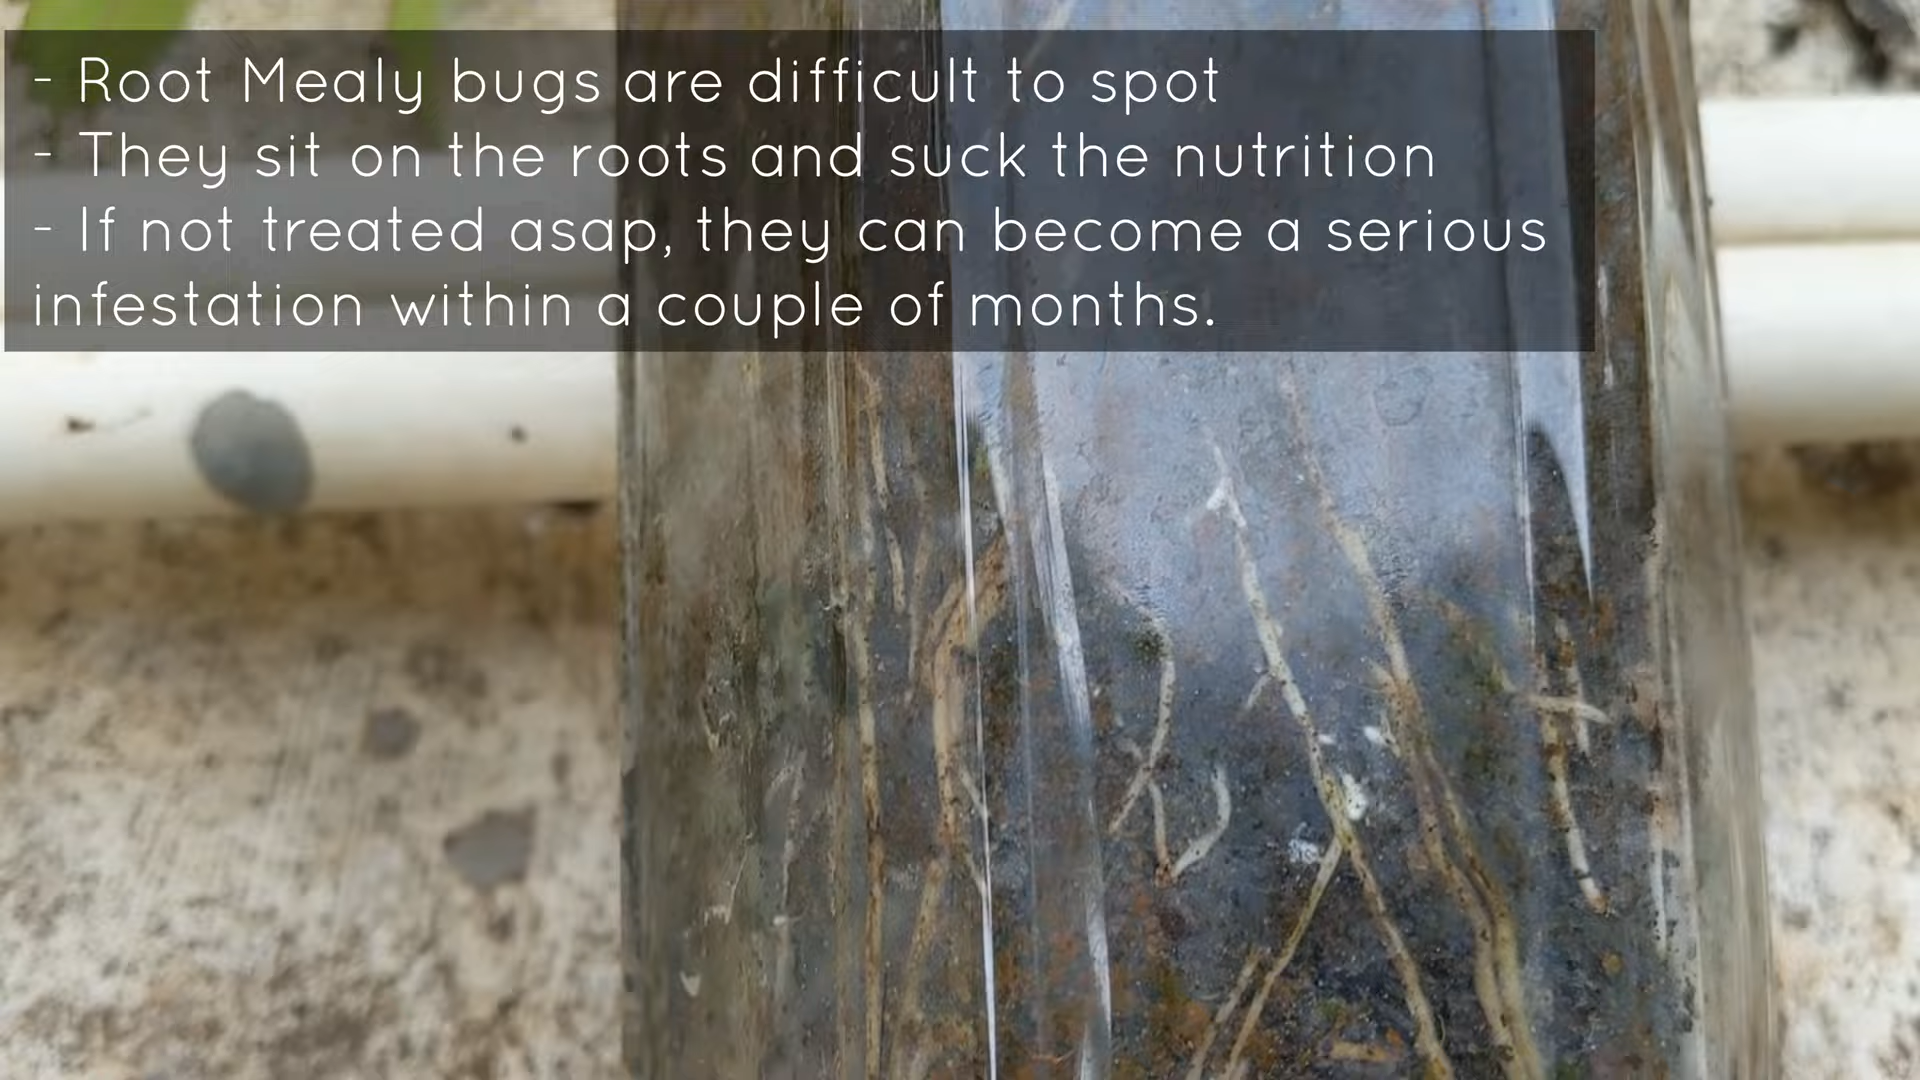 - Root Mealy bugs are difficult to spot
- They sit on the roots and suck the nutrition
- If not treated asap, they can become a serious
infestation within a couple of months.